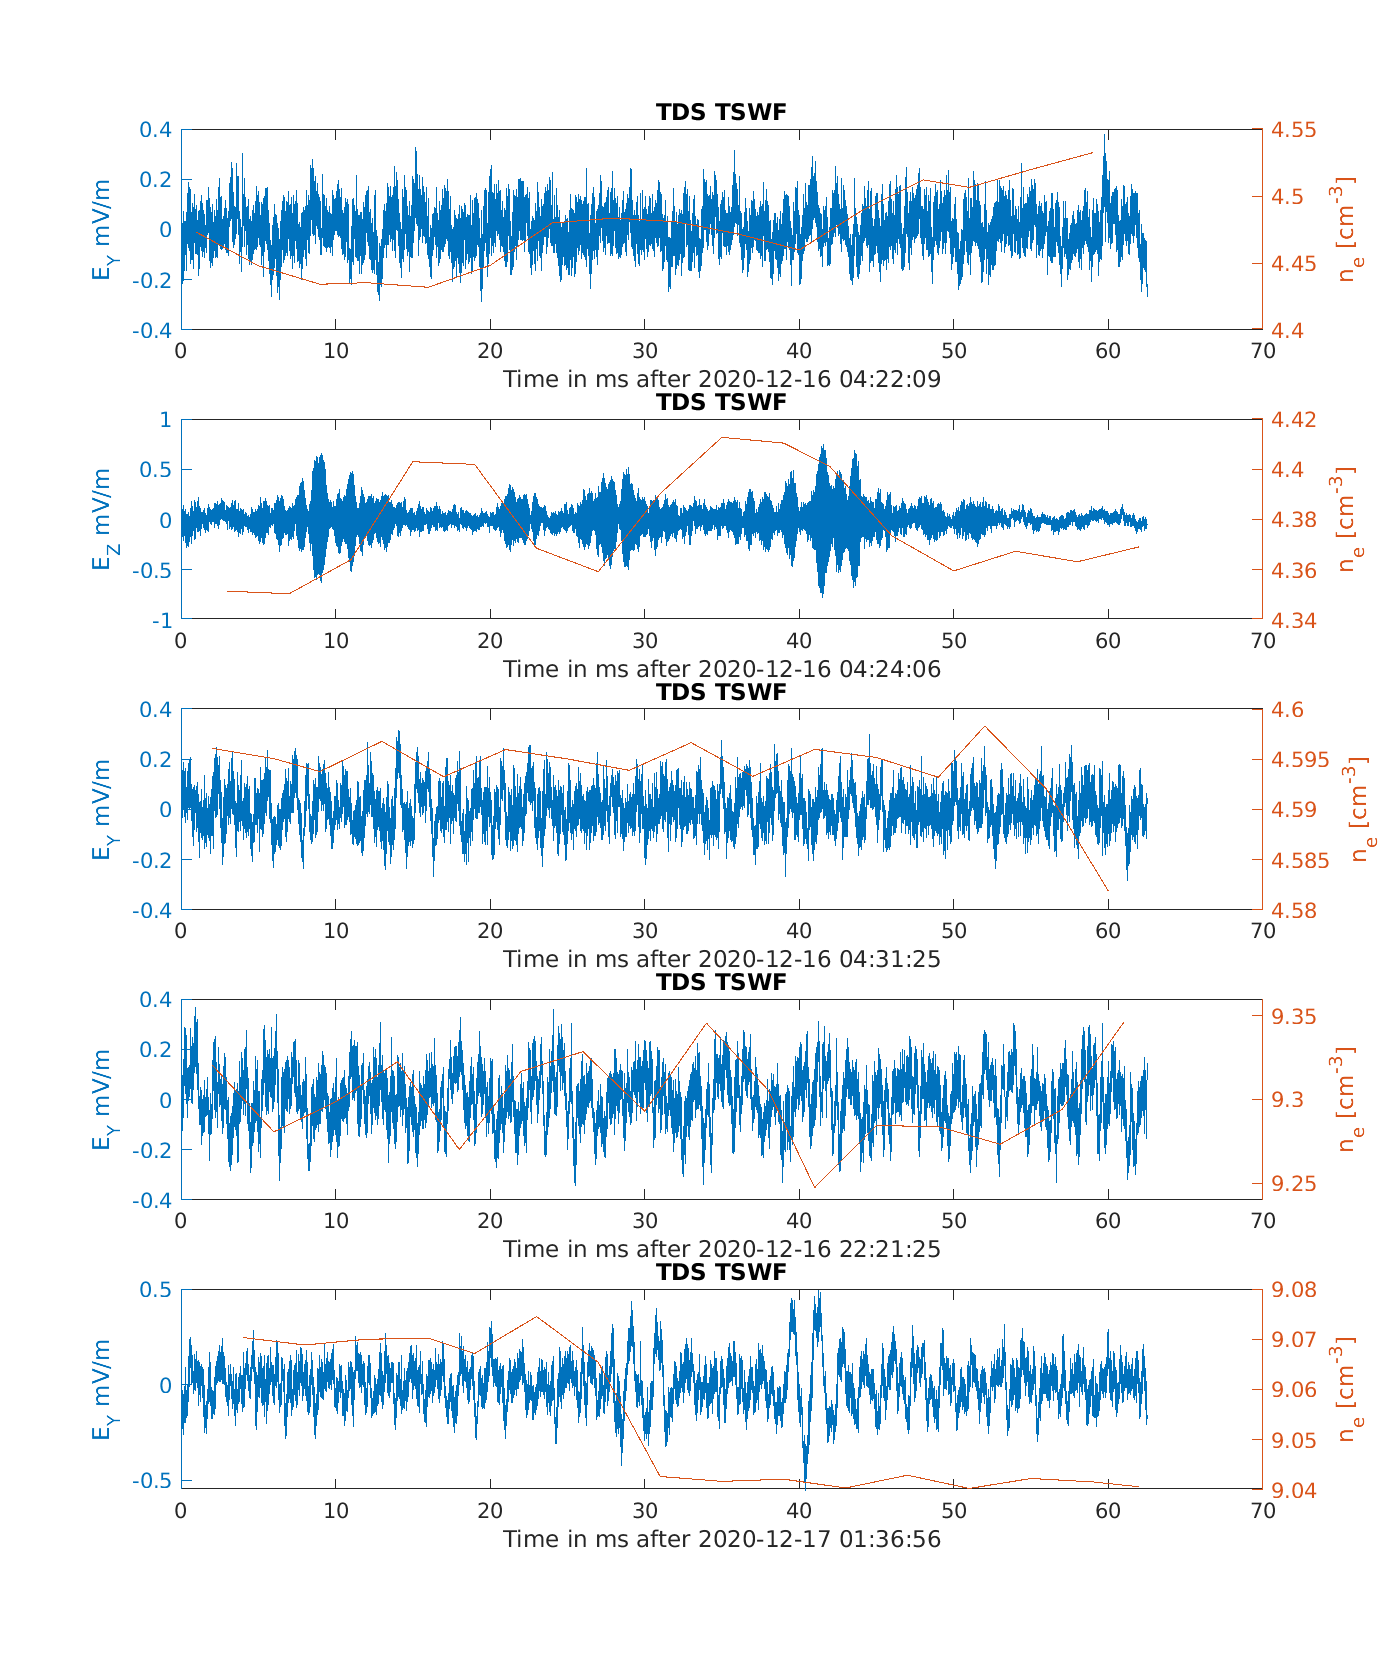 TDS TSWF
0.4 0.2 0 -0.2 -0.4
E_Y mV/m
4.55 4.5 4.45 4.4
n_e [cm^-3]
0 10 20 30 40 50 60 70
Time in ms after 2020-12-16 04:22:09
TDS TSWF
1 0.5 0 -0.5 -1
E_Z mV/m
4.42 4.4 4.38 4.36 4.34
n_e [cm^-3]
0 10 20 30 40 50 60 70
Time in ms after 2020-12-16 04:24:06
TDS TSWF
0.4 0.2 0 -0.2 -0.4
E_Y mV/m
4.6 4.595 4.59 4.585 4.58
n_e [cm^-3]
0 10 20 30 40 50 60 70
Time in ms after 2020-12-16 04:31:25
TDS TSWF
0.4 0.2 0 -0.2 -0.4
E_Y mV/m
9.35 9.3 9.25
n_e [cm^-3]
0 10 20 30 40 50 60 70
Time in ms after 2020-12-16 22:21:25
TDS TSWF
0.5 0 -0.5
E_Y mV/m
9.08 9.07 9.06 9.05 9.04
n_e [cm^-3]
0 10 20 30 40 50 60 70
Time in ms after 2020-12-17 01:36:56